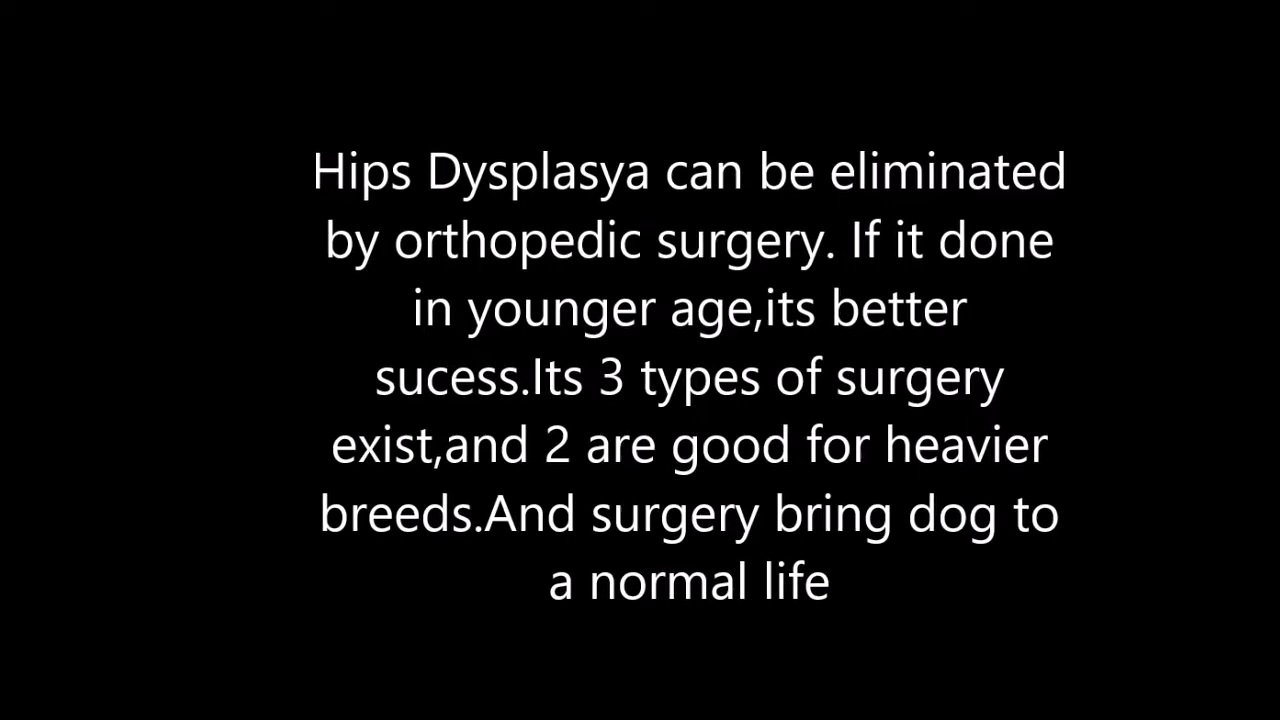 Hips Dysplasya can be eliminated
by orthopedic surgery. If it done
in younger age,its better
sucess.Its 3 types of surgery
exist,and 2 are good for heavier
breeds.And surgery bring dog to
a normal life